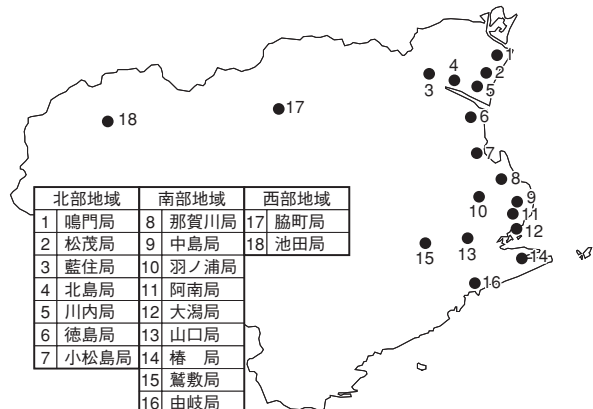 1
2
3
4
5
6
7
8
9
10
11
12
13
14
15
16
17
18
北部地域 南部地域 西部地域
1 鳴門局 8 那賀川局 17 脇町局
2 松茂局 9 中島局 18 池田局
3 藍住局 10 羽ノ浦局
4 北島局 11 阿南局
5 川内局 12 大潟局
6 徳島局 13 山口局
7 小松島局 14 椿 局
15 鷲敷局
16 由岐局